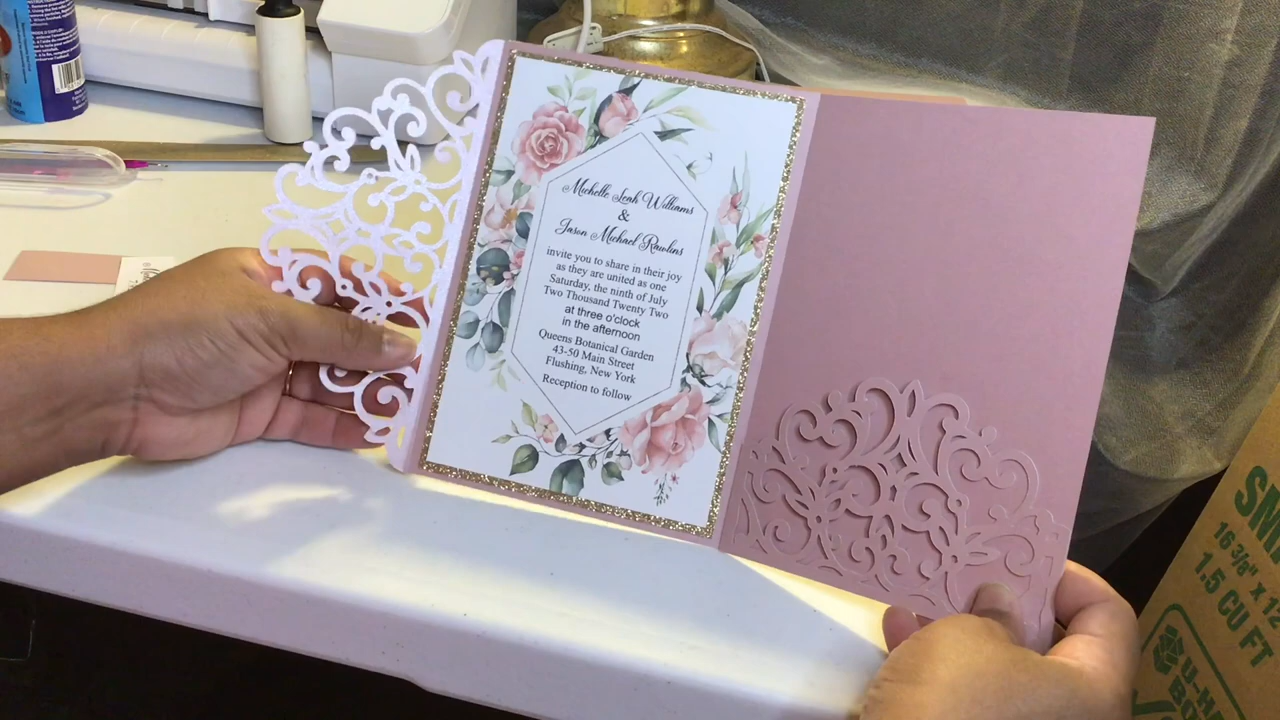 Michelle Leah Williams
&
Jason Michael Rawlins
invite you to share in their joy
as they are united as one
Saturday, the ninth of July
Two Thousand Twenty Two
at three o'clock
in the afternoon
Queens Botanical Garden
43-50 Main Street
Flushing, New York
Reception to follow
16 3/8" x 12
1.5 CU FT